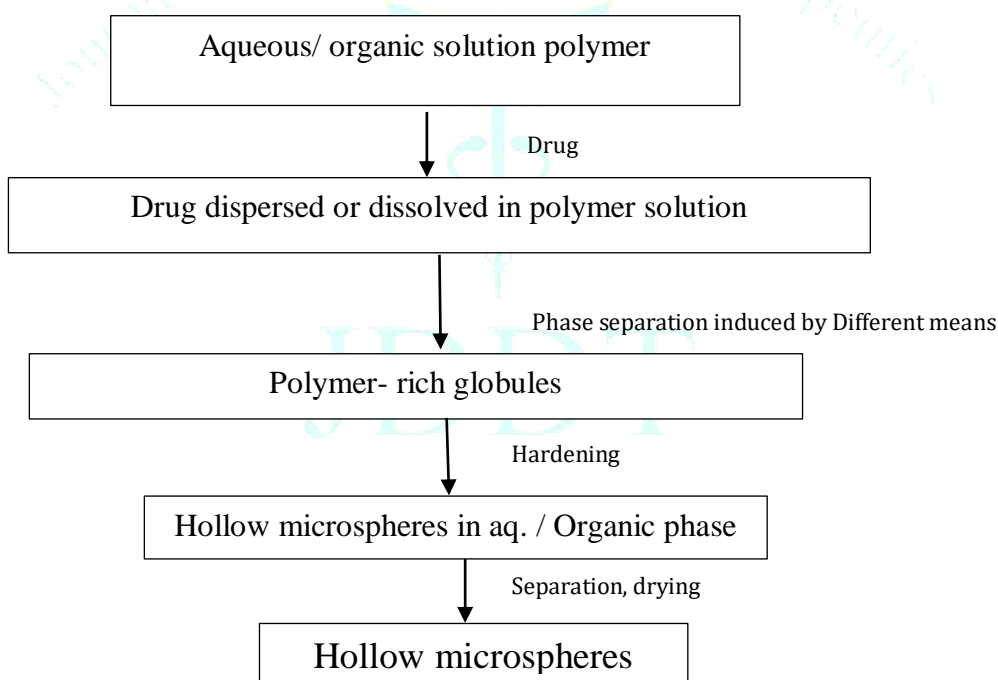 Aqueous/ organic solution polymer
Drug
Drug dispersed or dissolved in polymer solution
Phase separation induced by Different means
JDDT
Polymer- rich globules
Hardening
Hollow microspheres in aq. / Organic phase
Separation, drying
Hollow microspheres